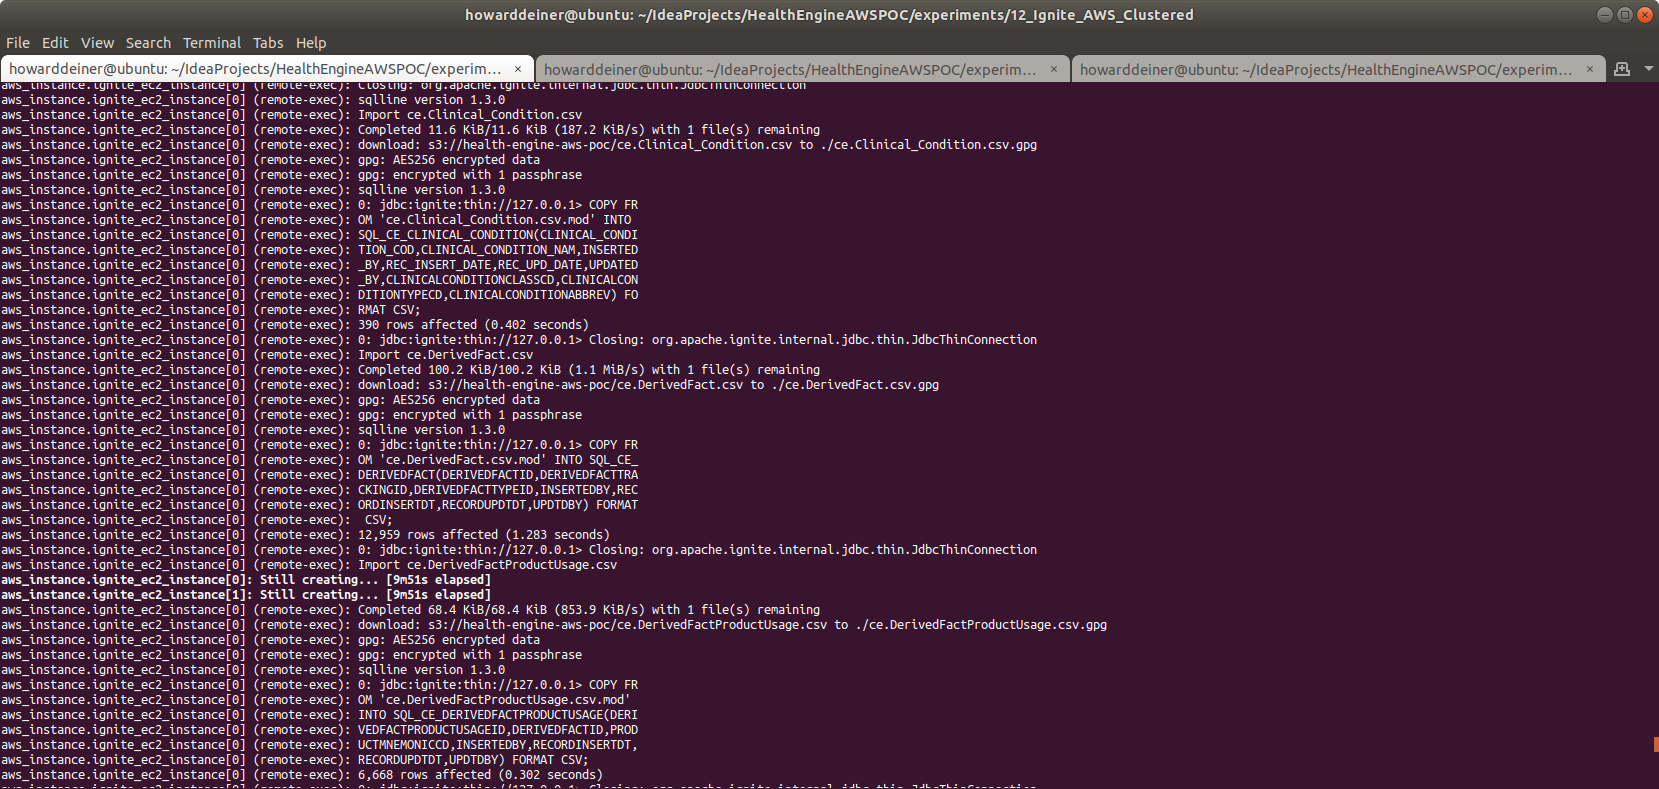 howarddeiner@ubuntu: ~/IdeaProjects/HealthEngineAWSPOC/experiments/12_Ignite_AWS_Clustered
File Edit View Search Terminal Tabs Help
howarddeiner@ubuntu: ~/IdeaProjects/HealthEngineAWSPOC/experim... × howarddeiner@ubuntu: ~/IdeaProjects/HealthEngineAWSPOC/experim... × howarddeiner@ubuntu: ~/IdeaProjects/HealthEngineAWSPOC/experim... ×
aws_instance.ignite_ec2_instance[0] (remote-exec): Closing: org.apache.ignite.internal.jdbc.thin.JdbcThinConnection
aws_instance.ignite_ec2_instance[0] (remote-exec): sqlline version 1.3.0
aws_instance.ignite_ec2_instance[0] (remote-exec): Import ce.Clinical_Condition.csv
aws_instance.ignite_ec2_instance[0] (remote-exec): Completed 11.6 KiB/11.6 KiB (187.2 KiB/s) with 1 file(s) remaining
aws_instance.ignite_ec2_instance[0] (remote-exec): download: s3://health-engine-aws-poc/ce.Clinical_Condition.csv to ./ce.Clinical_Condition.csv.gpg
aws_instance.ignite_ec2_instance[0] (remote-exec): gpg: AES256 encrypted data
aws_instance.ignite_ec2_instance[0] (remote-exec): gpg: encrypted with 1 passphrase
aws_instance.ignite_ec2_instance[0] (remote-exec): sqlline version 1.3.0
aws_instance.ignite_ec2_instance[0] (remote-exec): 0: jdbc:ignite:thin://127.0.0.1> COPY FR
aws_instance.ignite_ec2_instance[0] (remote-exec): OM 'ce.Clinical_Condition.csv.mod' INTO
aws_instance.ignite_ec2_instance[0] (remote-exec): SQL_CE_CLINICAL_CONDITION(CLINICAL_CONDI
aws_instance.ignite_ec2_instance[0] (remote-exec): TION_COD,CLINICAL_CONDITION_NAM,INSERTED
aws_instance.ignite_ec2_instance[0] (remote-exec): _BY,REC_INSERT_DATE,REC_UPD_DATE,UPDATED
aws_instance.ignite_ec2_instance[0] (remote-exec): _BY,CLINICALCONDITIONCLASSCD,CLINICALCON
aws_instance.ignite_ec2_instance[0] (remote-exec): DITIONTYPECD,CLINICALCONDITIONABBREV) FO
aws_instance.ignite_ec2_instance[0] (remote-exec): RMAT CSV;
aws_instance.ignite_ec2_instance[0] (remote-exec): 390 rows affected (0.402 seconds)
aws_instance.ignite_ec2_instance[0] (remote-exec): 0: jdbc:ignite:thin://127.0.0.1> Closing: org.apache.ignite.internal.jdbc.thin.JdbcThinConnection
aws_instance.ignite_ec2_instance[0] (remote-exec): Import ce.DerivedFact.csv
aws_instance.ignite_ec2_instance[0] (remote-exec): Completed 100.2 KiB/100.2 KiB (1.1 MiB/s) with 1 file(s) remaining
aws_instance.ignite_ec2_instance[0] (remote-exec): download: s3://health-engine-aws-poc/ce.DerivedFact.csv to ./ce.DerivedFact.csv.gpg
aws_instance.ignite_ec2_instance[0] (remote-exec): gpg: AES256 encrypted data
aws_instance.ignite_ec2_instance[0] (remote-exec): gpg: encrypted with 1 passphrase
aws_instance.ignite_ec2_instance[0] (remote-exec): sqlline version 1.3.0
aws_instance.ignite_ec2_instance[0] (remote-exec): 0: jdbc:ignite:thin://127.0.0.1> COPY FR
aws_instance.ignite_ec2_instance[0] (remote-exec): OM 'ce.DerivedFact.csv.mod' INTO SQL_CE_
aws_instance.ignite_ec2_instance[0] (remote-exec): DERIVEDFACT(DERIVEDFACTID,DERIVEDFACTTRA
aws_instance.ignite_ec2_instance[0] (remote-exec): CKINGID,DERIVEDFACTTYPEID,INSERTEDBY,REC
aws_instance.ignite_ec2_instance[0] (remote-exec): ORDINSERTDT,RECORDUPDTDT,UPDTDBY) FORMAT
aws_instance.ignite_ec2_instance[0] (remote-exec):  CSV;
aws_instance.ignite_ec2_instance[0] (remote-exec): 12,959 rows affected (1.283 seconds)
aws_instance.ignite_ec2_instance[0] (remote-exec): 0: jdbc:ignite:thin://127.0.0.1> Closing: org.apache.ignite.internal.jdbc.thin.JdbcThinConnection
aws_instance.ignite_ec2_instance[0] (remote-exec): Import ce.DerivedFactProductUsage.csv
aws_instance.ignite_ec2_instance[0]: Still creating... [9m51s elapsed]
aws_instance.ignite_ec2_instance[1]: Still creating... [9m51s elapsed]
aws_instance.ignite_ec2_instance[0] (remote-exec): Completed 68.4 KiB/68.4 KiB (853.9 KiB/s) with 1 file(s) remaining
aws_instance.ignite_ec2_instance[0] (remote-exec): download: s3://health-engine-aws-poc/ce.DerivedFactProductUsage.csv to ./ce.DerivedFactProductUsage.csv.gpg
aws_instance.ignite_ec2_instance[0] (remote-exec): gpg: AES256 encrypted data
aws_instance.ignite_ec2_instance[0] (remote-exec): gpg: encrypted with 1 passphrase
aws_instance.ignite_ec2_instance[0] (remote-exec): sqlline version 1.3.0
aws_instance.ignite_ec2_instance[0] (remote-exec): 0: jdbc:ignite:thin://127.0.0.1> COPY FR
aws_instance.ignite_ec2_instance[0] (remote-exec): OM 'ce.DerivedFactProductUsage.csv.mod'
aws_instance.ignite_ec2_instance[0] (remote-exec): INTO SQL_CE_DERIVEDFACTPRODUCTUSAGE(DERI
aws_instance.ignite_ec2_instance[0] (remote-exec): VEDFACTPRODUCTUSAGEID,DERIVEDFACTID,PROD
aws_instance.ignite_ec2_instance[0] (remote-exec): UCTMNEMONICCD,INSERTEDBY,RECORDINSERTDT,
aws_instance.ignite_ec2_instance[0] (remote-exec): RECORDUPDTDT,UPDTDBY) FORMAT CSV;
aws_instance.ignite_ec2_instance[0] (remote-exec): 6,668 rows affected (0.302 seconds)
aws_instance.ignite_ec2_instance[0] (remote-exec): 0: jdbc:ignite:thin://127.0.0.1> Closing: org.apache.ignite.internal.jdbc.thin.JdbcThinConnection